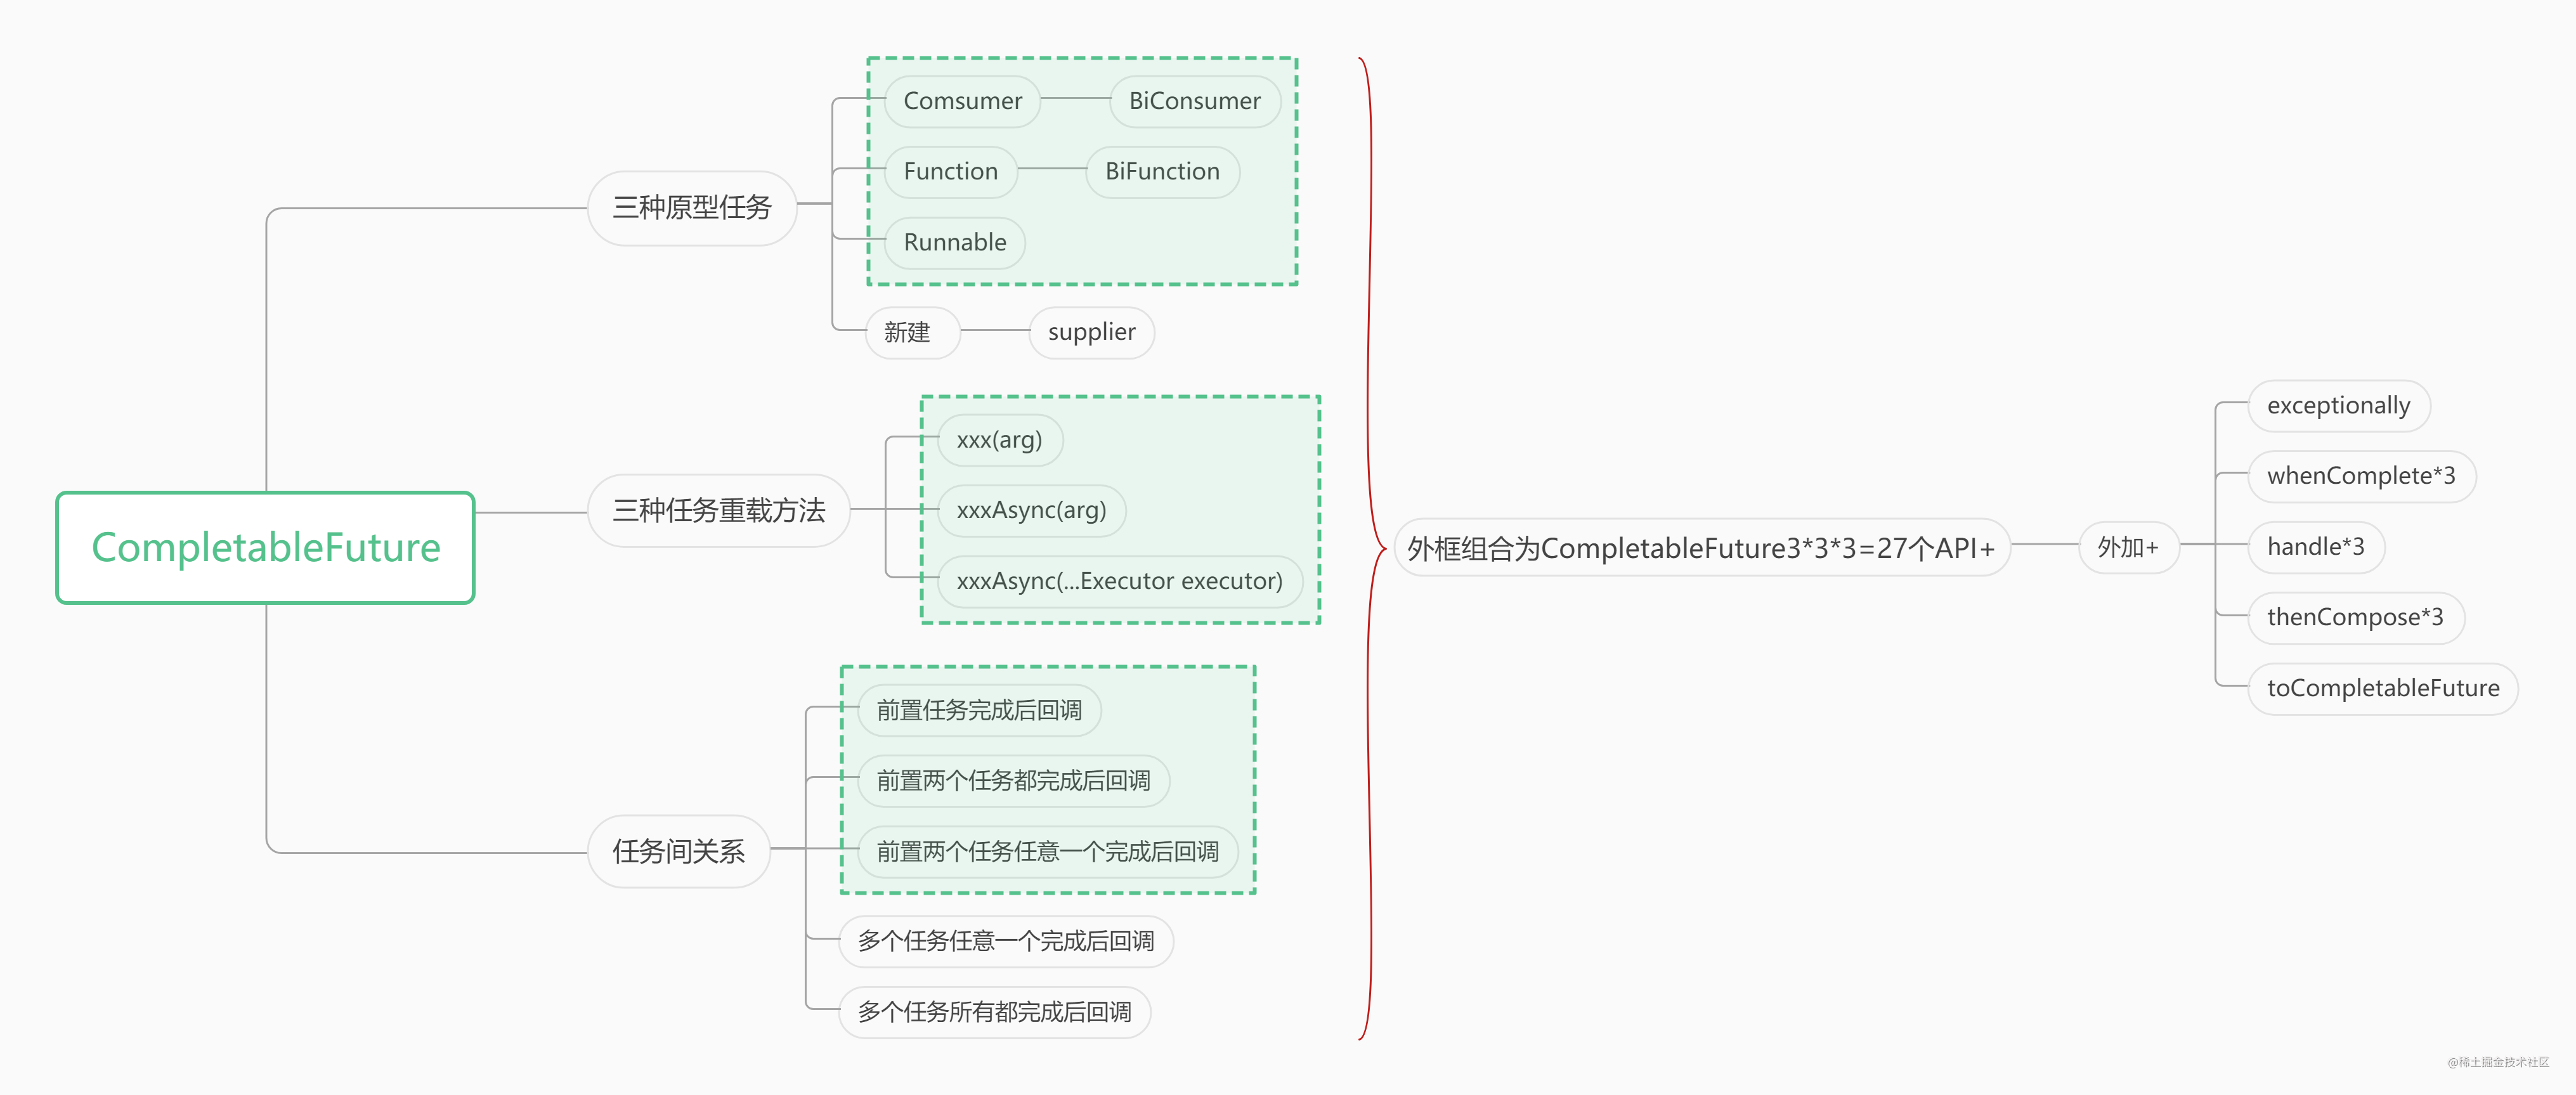 CompletableFuture
三种原型任务
Comsumer
BiConsumer
Function
BiFunction
Runnable
新建
supplier
三种任务重载方法
xxx(arg)
xxxAsync(arg)
xxxAsync(...Executor executor)
任务间关系
前置任务完成后回调
前置两个任务都完成后回调
前置两个任务任意一个完成后回调
多个任务任意一个完成后回调
多个任务所有都完成后回调
外框组合为CompletableFuture3*3*3=27个API+
外加+
exceptionally
whenComplete*3
handle*3
thenCompose*3
toCompletableFuture
@稀土掘金技术社区